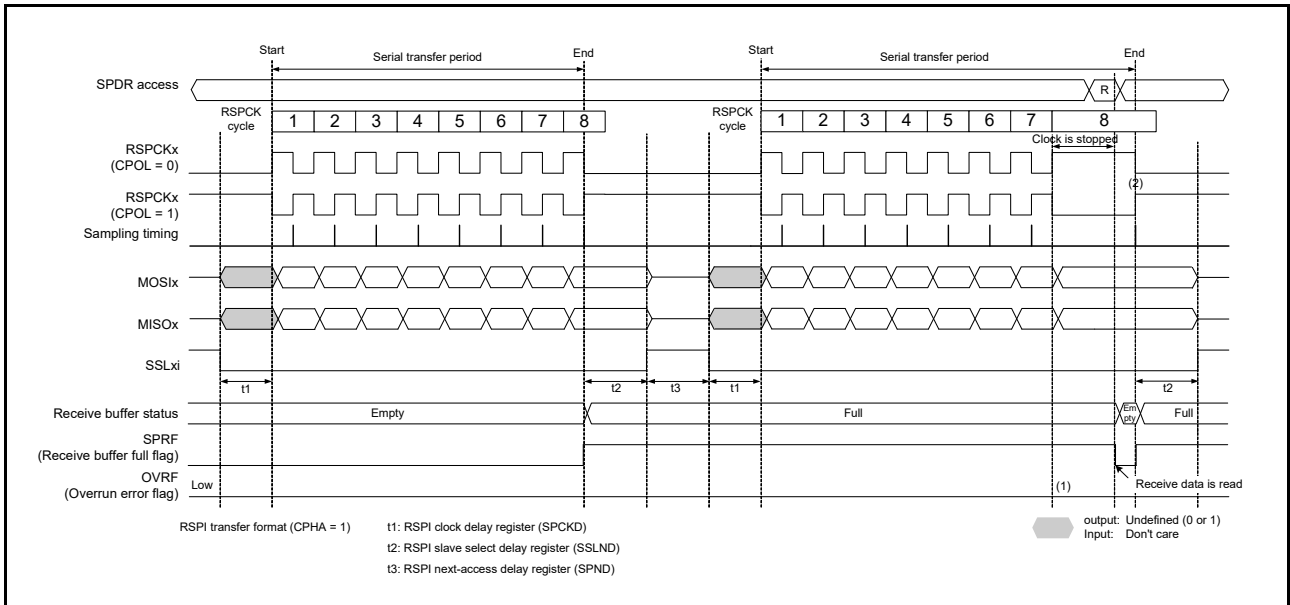 Start
Serial transfer period
End
Start
Serial transfer period
End
SPDR access
R
RSPCK
cycle
1 2 3 4 5 6 7 8
RSPCK
cycle
1 2 3 4 5 6 7 8
Clock is stopped
RSPCKx
(CPOL = 0)
(2)
RSPCKx
(CPOL = 1)
Sampling timing
MOSIx
MISOx
SSLxi
t1
t2
t3
t1
t2
Receive buffer status
Empty
Full
Em
pty
Full
SPRF
(Receive buffer full flag)
OVRF
(Overrun error flag)
Low
(1)
Receive data is read
RSPI transfer format (CPHA = 1)
t1: RSPI clock delay register (SPCKD)
t2: RSPI slave select delay register (SSLND)
t3: RSPI next-access delay register (SPND)
output: Undefined (0 or 1)
Input: Don't care